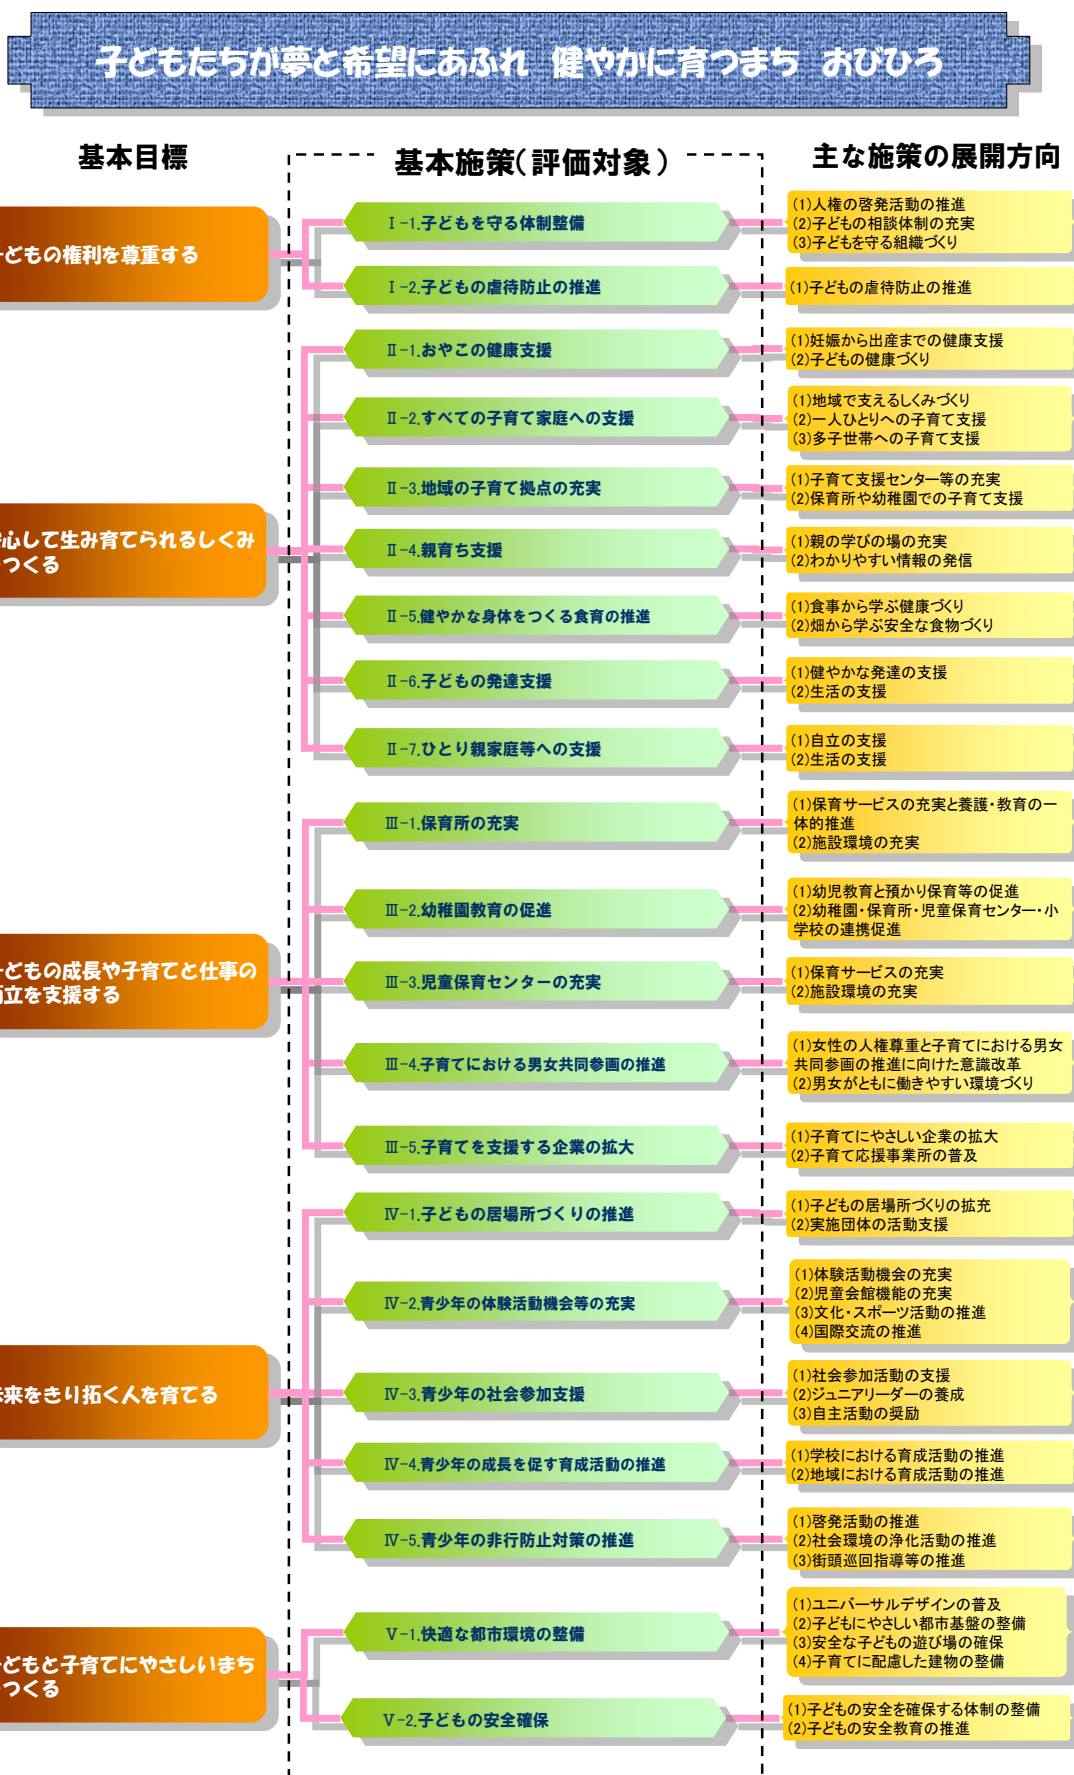 子どもたちが夢と希望にあふれ 健やかに育つまち おびひろ
基本目標
基本施策(評価対象)
主な施策の展開方向
どもの権利を尊重する
Ⅰ-1.子どもを守る体制整備
(1)人権の啓発活動の推進
(2)子どもの相談体制の充実
(3)子どもを守る組織づくり
Ⅰ-2.子どもの虐待防止の推進
(1)子どもの虐待防止の推進
心して生み育てられるしくみ
つくる
Ⅱ-1.おやこの健康支援
(1)妊娠から出産までの健康支援
(2)子どもの健康づくり
Ⅱ-2.すべての子育て家庭への支援
(1)地域で支えるしくみづくり
(2)一人ひとりへの子育て支援
(3)多子世帯への子育て支援
Ⅱ-3.地域の子育て拠点の充実
(1)子育て支援センター等の充実
(2)保育所や幼稚園での子育て支援
Ⅱ-4.親育ち支援
(1)親の学びの場の充実
(2)わかりやすい情報の発信
Ⅱ-5.健やかな身体をつくる食育の推進
(1)食事から学ぶ健康づくり
(2)畑から学ぶ安全な食物づくり
Ⅱ-6.子どもの発達支援
(1)健やかな発達の支援
(2)生活の支援
Ⅱ-7.ひとり親家庭等への支援
(1)自立の支援
(2)生活の支援
どもの成長や子育てと仕事の
立を支援する
Ⅲ-1.保育所の充実
(1)保育サービスの充実と養護・教育の一
体的推進
(2)施設環境の充実
Ⅲ-2.幼稚園教育の促進
(1)幼児教育と預かり保育等の促進
(2)幼稚園・保育所・児童保育センター・小
学校の連携促進
Ⅲ-3.児童保育センターの充実
(1)保育サービスの充実
(2)施設環境の充実
Ⅲ-4.子育てにおける男女共同参画の推進
(1)女性の人権尊重と子育てにおける男女
共同参画の推進に向けた意識改革
(2)男女がともに働きやすい環境づくり
Ⅲ-5.子育てを支援する企業の拡大
(1)子育てにやさしい企業の拡大
(2)子育て応援事業所の普及
来をきり拓く人を育てる
Ⅳ-1.子どもの居場所づくりの推進
(1)子どもの居場所づくりの拡充
(2)実施団体の活動支援
Ⅳ-2.青少年の体験活動機会等の充実
(1)体験活動機会の充実
(2)児童会館機能の充実
(3)文化・スポーツ活動の推進
(4)国際交流の推進
Ⅳ-3.青少年の社会参加支援
(1)社会参加活動の支援
(2)ジュニアリーダーの養成
(3)自主活動の奨励
Ⅳ-4.青少年の成長を促す育成活動の推進
(1)学校における育成活動の推進
(2)地域における育成活動の推進
Ⅳ-5.青少年の非行防止対策の推進
(1)啓発活動の推進
(2)社会環境の浄化活動の推進
(3)街頭巡回指導等の推進
どもと子育てにやさしいまち
つくる
Ⅴ-1.快適な都市環境の整備
(1)ユニバーサルデザインの普及
(2)子どもにやさしい都市基盤の整備
(3)安全な子どもの遊び場の確保
(4)子育てに配慮した建物の整備
Ⅴ-2.子どもの安全確保
(1)子どもの安全を確保する体制の整備
(2)子どもの安全教育の推進